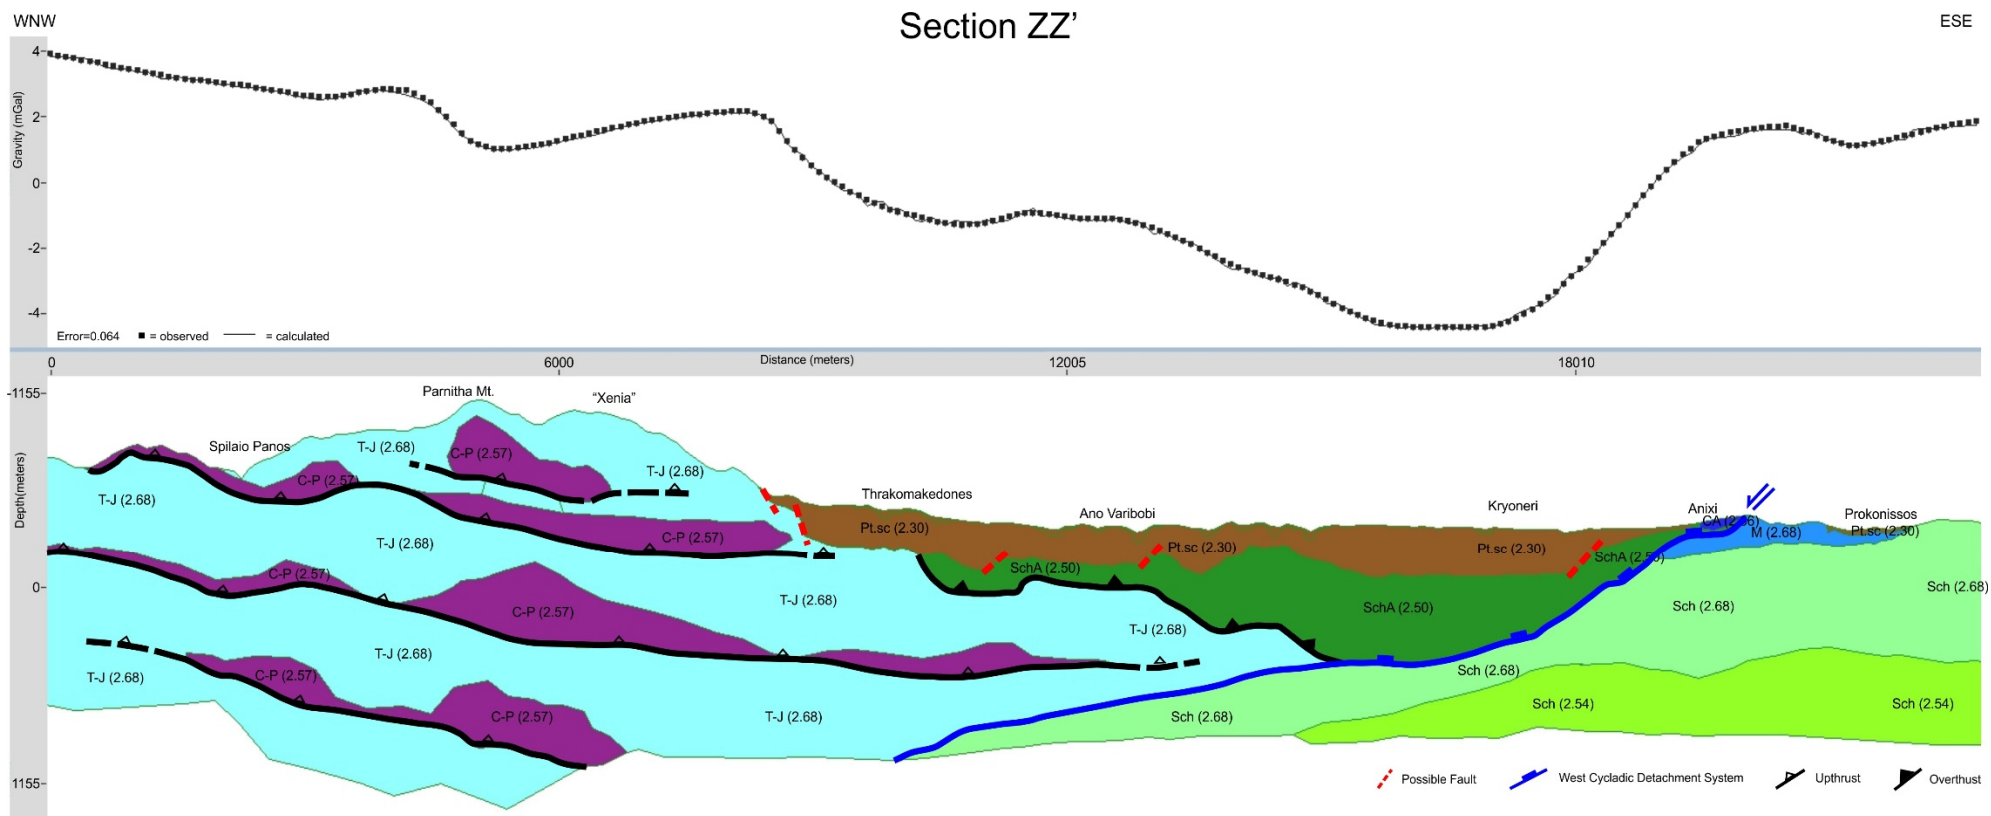 Section ZZ'
WNW
ESE
4
2
0
-2
-4
Gravity (mGal)
Error=0.064 ■ = observed — = calculated
0 6000 Distance (meters) 12005 18010
-1155
0
1155
Depth(meters)
Parnitha Mt.
"Xenia"
Spilaio Panos
T-J (2.68)
C-P (2.57)
T-J (2.68)
C-P (2.57)
T-J (2.68)
Thrakomakedones
Ano Varibobi
Kryoneri
Anixi
Prokonissos
T-J (2.68)
Pt.sc (2.30)
Pt.sc (2.30)
Pt.sc (2.30)
M (2.68)
Pt.sc (2.30)
T-J (2.68)
C-P (2.57)
SchA (2.50)
C-P (2.57)
T-J (2.68)
C-P (2.57)
SchA (2.50)
Sch (2.68)
Sch (2.68)
T-J (2.68)
T-J (2.68)
T-J (2.68)
C-P (2.57)
Sch (2.68)
C-P (2.57)
T-J (2.68)
Sch (2.68)
Sch (2.54)
Sch (2.54)
Possible Fault
West Cycladic Detachment System
Upthrust
Overthust